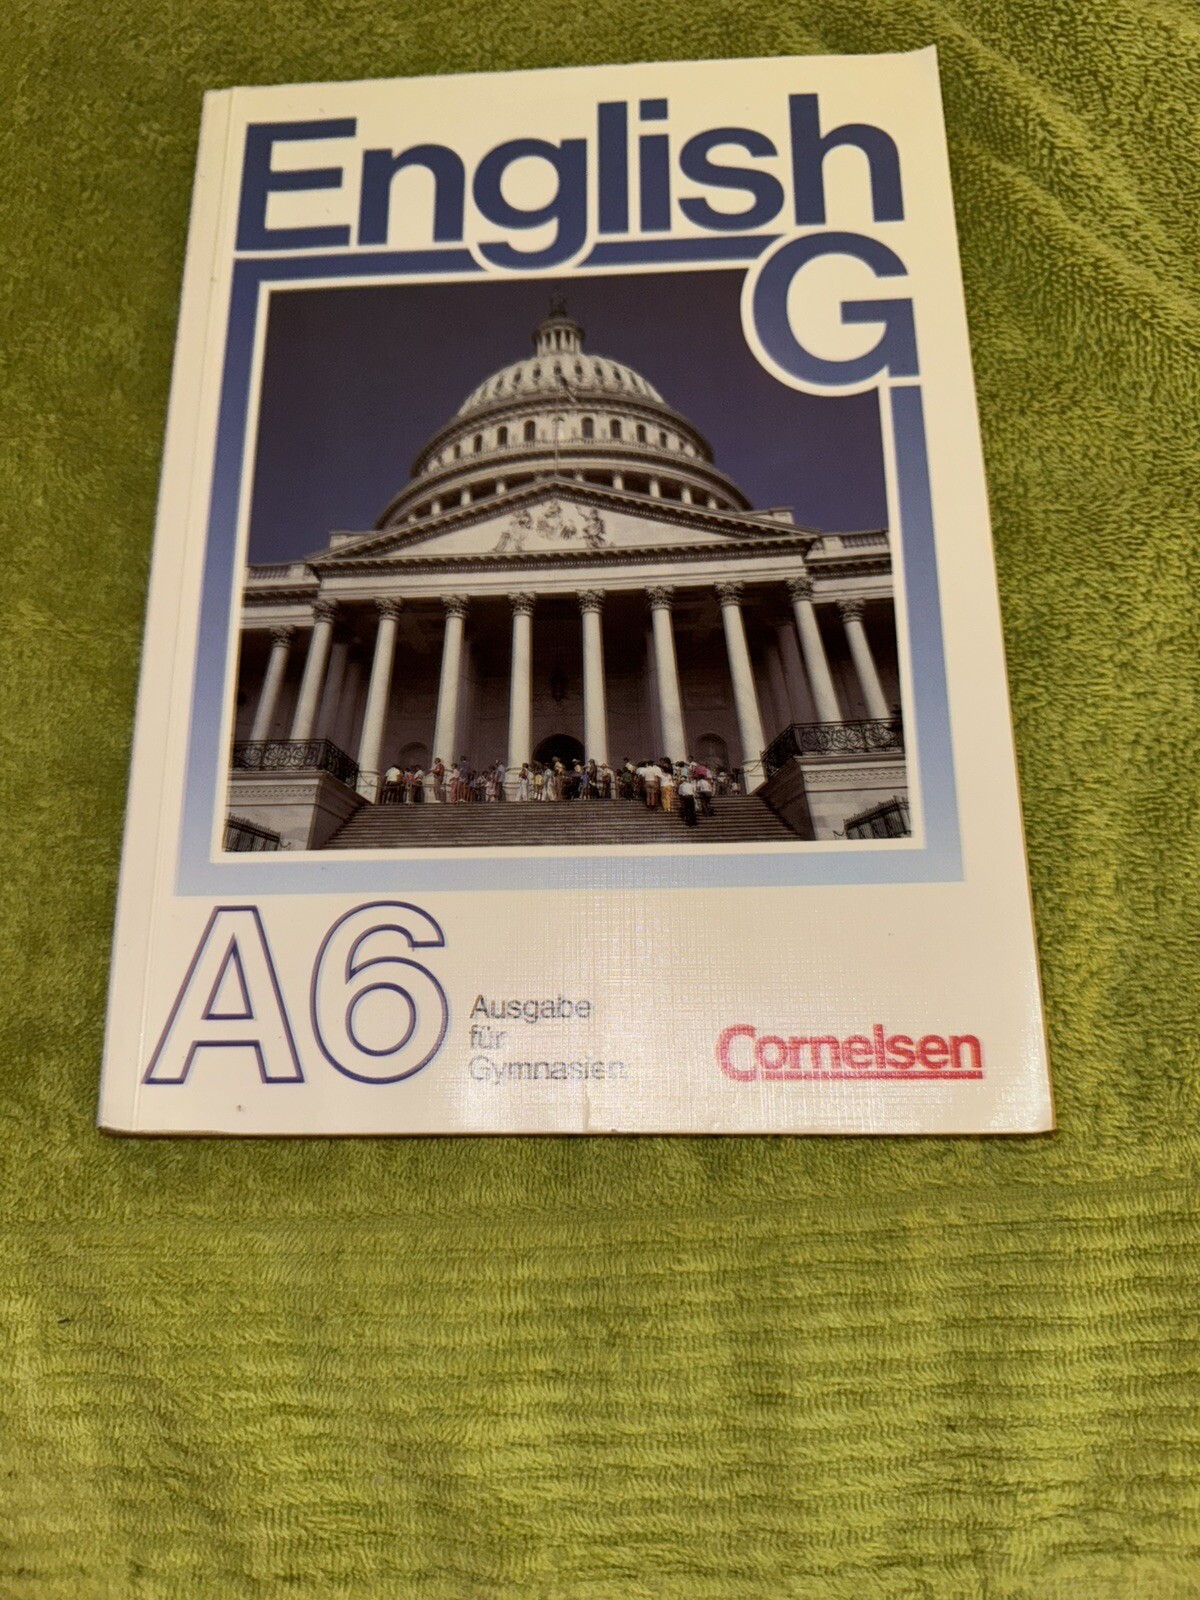 English
G
A6
Ausgabe
für
Gymnasien
Cornelsen